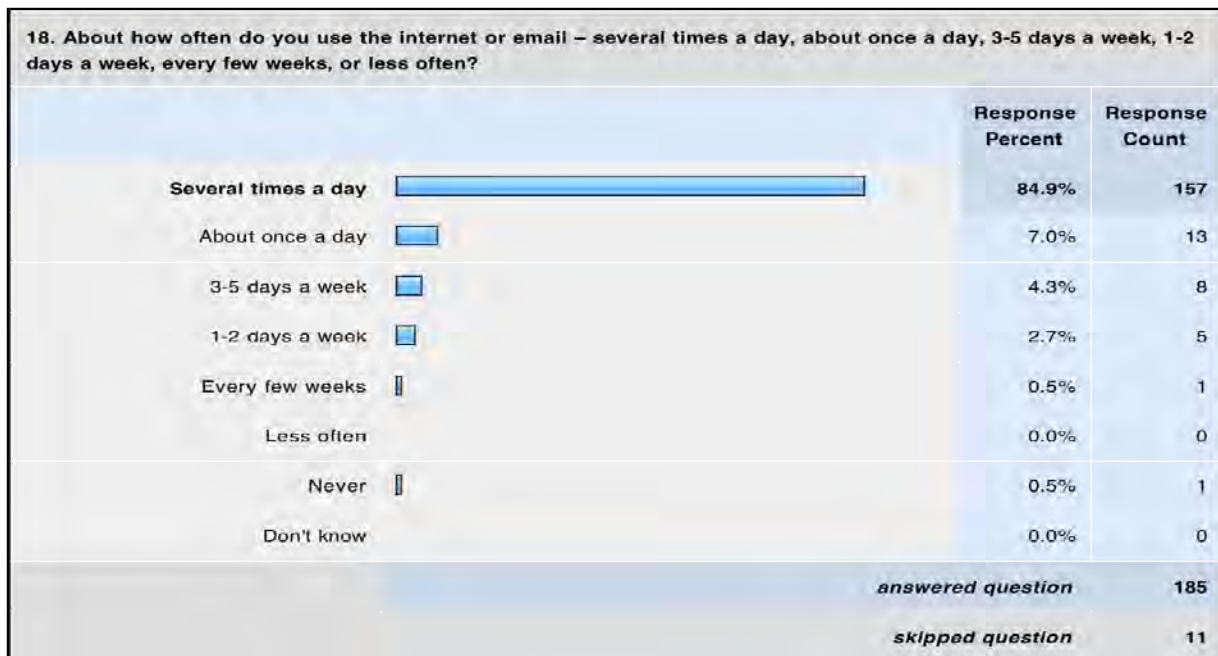 18. About how often do you use the internet or email – several times a day, about once a day, 3-5 days a week, 1-2
days a week, every few weeks, or less often?
Response Percent Response Count
Several times a day 84.9% 157
About once a day 7.0% 13
3-5 days a week 4.3% 8
1-2 days a week 2.7% 5
Every few weeks 0.5% 1
Less often 0.0% 0
Never 0.5% 1
Don't know 0.0% 0
answered question 185
skipped question 11